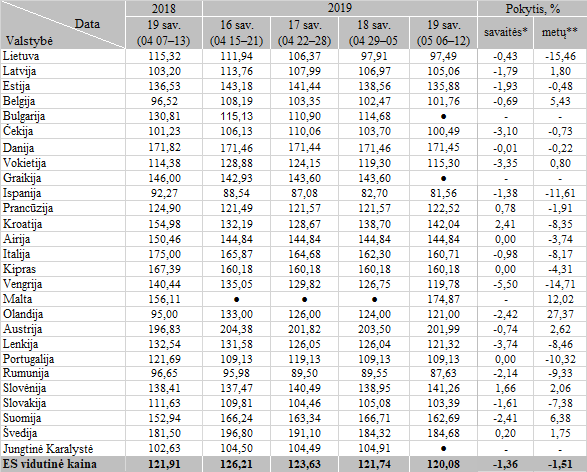 Data 2018 2019 Pokytis, %
Valstybė 19 sav. (04 07–13) 16 sav. (04 15–21) 17 sav. (04 22–28) 18 sav. (04 29–05 19 sav. (05 06–12) savaitės* metų**
Lietuva 115,32 111,94 106,37 97,91 97,49 -0,43 -15,46
Latvija 103,20 113,76 107,99 106,97 105,06 -1,79 1,80
Estija 136,53 143,18 141,44 138,56 135,88 -1,93 -0,48
Belgija 96,52 108,19 103,35 102,47 101,76 -0,69 5,43
Bulgarija 130,81 115,13 110,90 114,68 ● - -
Čekija 101,23 106,13 110,06 103,70 100,49 -3,10 -0,73
Danija 171,82 171,46 171,44 171,46 171,45 -0,01 -0,22
Vokietija 114,38 128,88 124,15 119,30 115,30 -3,35 0,80
Graikija 146,00 142,93 143,60 143,60 ● - -
Ispanija 92,27 88,54 87,08 82,70 81,56 -1,38 -11,61
Prancūzija 124,90 121,49 121,57 121,57 122,52 0,78 -1,91
Kroatija 154,98 132,19 128,67 138,70 142,04 2,41 -8,35
Airija 150,46 144,84 144,84 144,84 144,84 0,00 -3,74
Italija 175,00 165,87 164,68 162,30 160,71 -0,98 -8,17
Kipras 167,39 160,18 160,18 160,18 160,18 0,00 -4,31
Vengrija 140,44 135,05 129,82 126,75 119,78 -5,50 -14,71
Malta 156,11 ● ● ● 174,87 - 12,02
Olandija 95,00 133,00 126,00 124,00 121,00 -2,42 27,37
Austrija 196,83 204,38 201,82 203,50 201,99 -0,74 2,62
Lenkija 132,54 131,58 126,05 126,04 121,32 -3,74 -8,46
Portugalija 121,69 109,13 119,13 109,13 109,13 0,00 -10,32
Rumunija 96,65 95,98 89,50 89,55 87,63 -2,14 -9,33
Slovėnija 138,41 137,47 140,49 138,95 141,26 1,66 2,06
Slovakija 111,63 109,81 104,46 105,08 103,39 -1,61 -7,38
Suomija 152,94 166,24 163,34 166,71 162,69 -2,41 6,38
Švedija 181,50 196,80 191,10 184,32 184,68 0,20 1,75
Jungtinė Karalystė 102,63 104,50 104,49 104,91 ● - -
ES vidutinė kaina 121,91 126,21 123,63 121,74 120,08 -1,36 -1,51